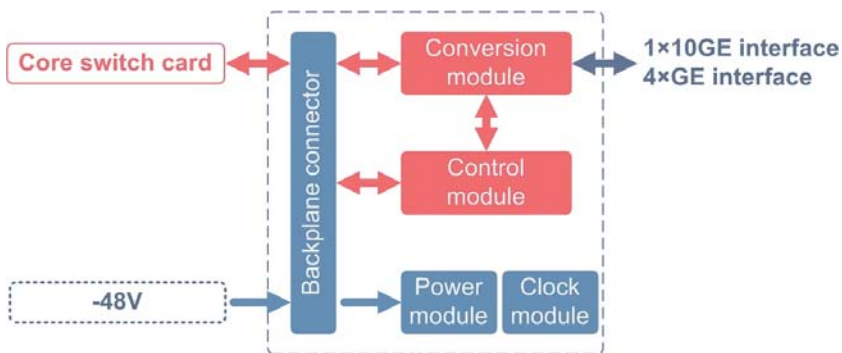 Core switch card
Backplane connector
Conversion
module
1×10GE interface
4×GE interface
Control
module
-48V
Power
module
Clock
module